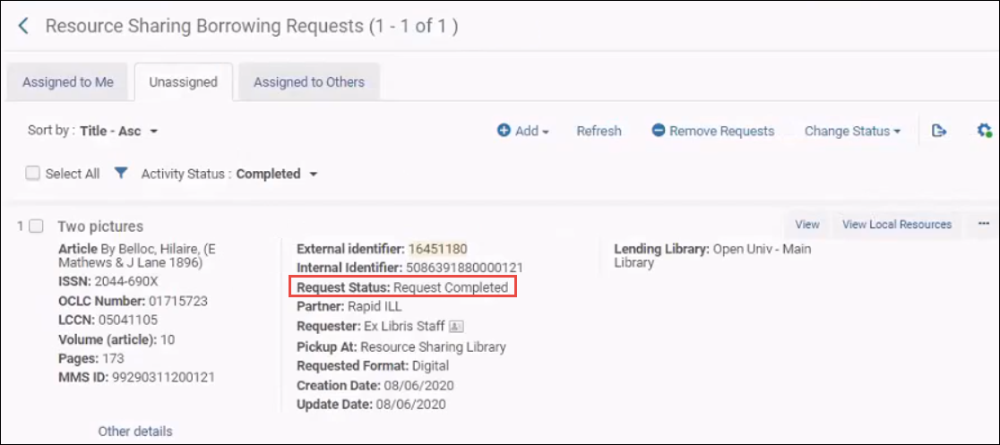 Resource Sharing Borrowing Requests (1 - 1 of 1 )
Assigned to Me Unassigned Assigned to Others
Sort by : Title - Asc Add Refresh Remove Requests Change Status
Select All Activity Status : Completed
1 Two pictures View View Local Resources ...
Article By Belloc, Hilaire, (E
Mathews & J Lane 1896)
ISSN: 2044-690X
OCLC Number: 01715723
LCCN: 05041105
Volume (article): 10
Pages: 173
MMS ID: 99290311200121
Other details
External identifier: 16451180
Internal Identifier: 5086391880000121
Request Status: Request Completed
Partner: Rapid ILL
Requester: Ex Libris Staff
Pickup At: Resource Sharing Library
Requested Format: Digital
Creation Date: 08/06/2020
Update Date: 08/06/2020
Lending Library: Open Univ - Main
Library